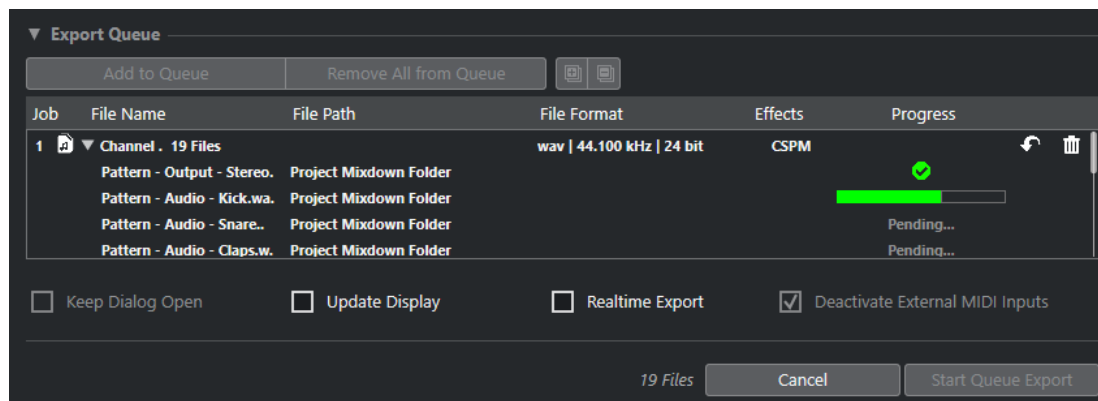 Export Queue
Add to Queue Remove All from Queue
Job File Name File Path File Format Effects Progress
1 Channel . 19 Files wav | 44.100 kHz | 24 bit CSPM
Pattern - Output - Stereo. Project Mixdown Folder
Pattern - Audio - Kick.wa. Project Mixdown Folder
Pattern - Audio - Snare.. Project Mixdown Folder Pending...
Pattern - Audio - Claps.w. Project Mixdown Folder Pending...
Keep Dialog Open Update Display Realtime Export Deactivate External MIDI Inputs
19 Files Cancel Start Queue Export